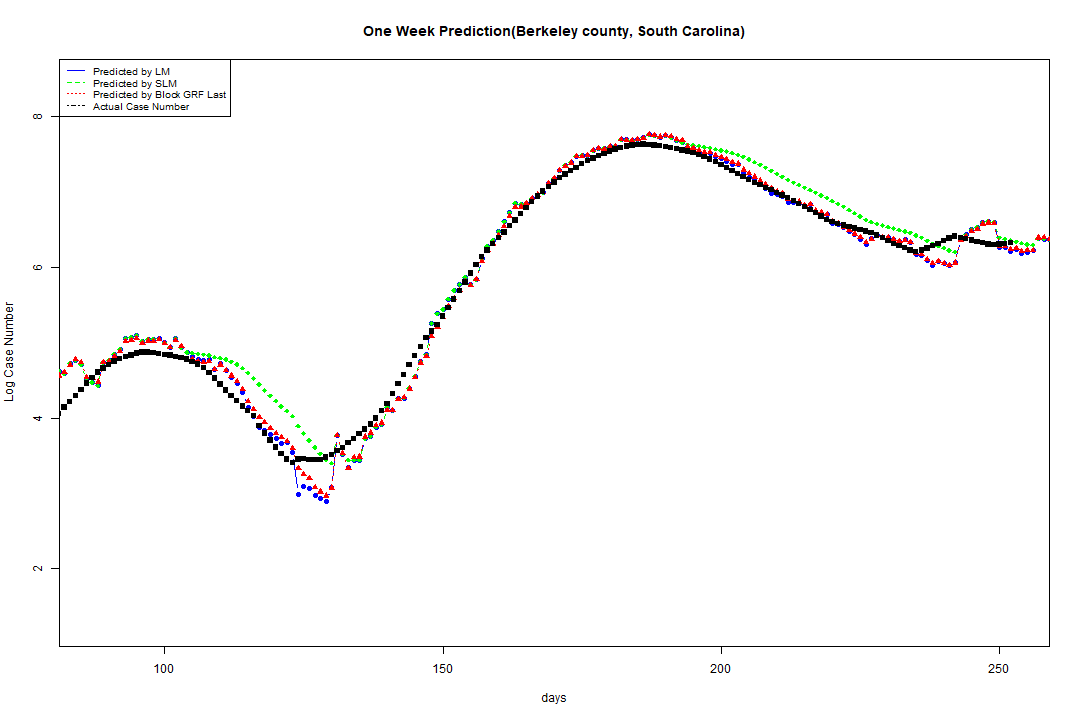 One Week Prediction(Berkeley county, South Carolina)
Predicted by LM
Predicted by SLM
Predicted by Block GRF Last
Actual Case Number
8
6
4
2
Log Case Number
100 150 200 250
days